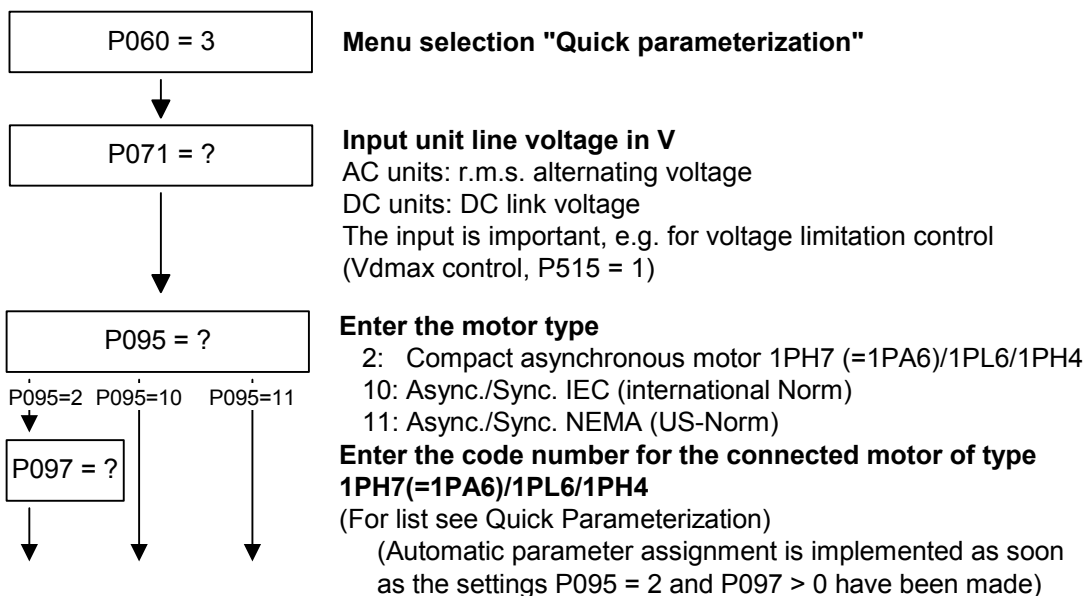 P060 = 3
Menu selection "Quick parameterization"
P071 = ?
Input unit line voltage in V
AC units: r.m.s. alternating voltage
DC units: DC link voltage
The input is important, e.g. for voltage limitation control
(Vdmax control, P515 = 1)
P095 = ?
Enter the motor type
2: Compact asynchronous motor 1PH7 (=1PA6)/1PL6/1PH4
10: Async./Sync. IEC (international Norm)
11: Async./Sync. NEMA (US-Norm)
P095=2 P095=10 P095=11
P097 = ?
Enter the code number for the connected motor of type
1PH7(=1PA6)/1PL6/1PH4
(For list see Quick Parameterization)
(Automatic parameter assignment is implemented as soon
as the settings P095 = 2 and P097 > 0 have been made)